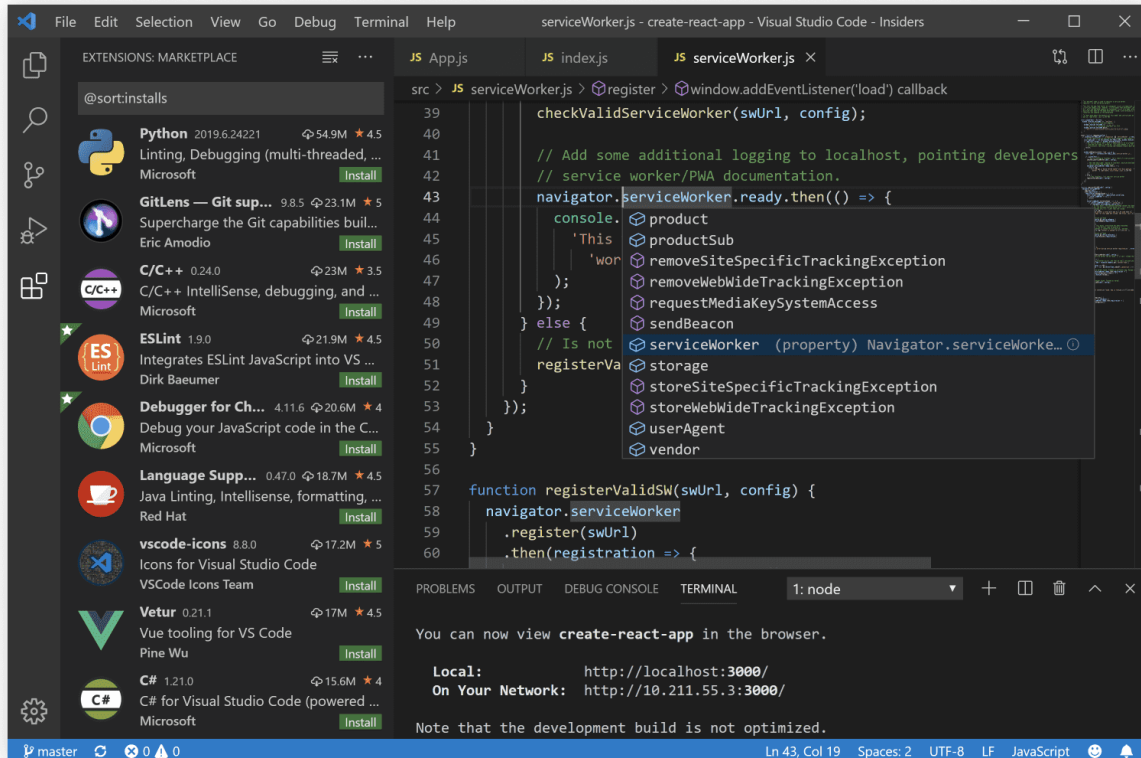 File Edit Selection View Go Debug Terminal Help serviceWorker.js - create-react-app - Visual Studio Code - Insiders
EXTENSIONS: MARKETPLACE
@sort:installs
Python 2019.6.24221 54.9M ★ 4.5
Linting, Debugging (multi-threaded, ...
Microsoft Install
GitLens — Git sup... 9.8.5 23.1M ★ 5
Supercharge the Git capabilities buil...
Eric Amodio Install
C/C++
C/C++ 0.24.0 23M ★ 3.5
C/C++ IntelliSense, debugging, and ...
Microsoft Install
ES
Lint
ESLint 1.9.0 21.9M ★ 4.5
Integrates ESLint JavaScript into VS ...
Dirk Baeumer Install
Debugger for Ch... 4.11.6 20.6M ★ 4
Debug your JavaScript code in the C...
Microsoft Install
Language Supp... 0.47.0 18.7M ★ 4.5
Java Linting, Intellisense, formatting, ...
Red Hat Install
vscode-icons 8.8.0 17.2M ★ 5
Icons for Visual Studio Code
VSCode Icons Team Install
Vetur 0.21.1 17M ★ 4.5
Vue tooling for VS Code
Pine Wu Install
C#
C# 1.21.0 15.6M ★ 4
C# for Visual Studio Code (powered ...
Microsoft Install
JS App.js JS index.js JS serviceWorker.js
src > JS serviceWorker.js > register > window.addEventListener('load') callback
39 checkValidServiceWorker(swUrl, config);
40
41 // Add some additional logging to localhost, pointing developers
42 // service worker/PWA documentation.
43 navigator.serviceWorker.ready.then(() => {
44 console.
45 'This
46 'wor
47 );
48 });
49 } else {
50 // Is not
51 registerVa
52 }
53 });
54 }
55 }
56
57 function registerValidSW(swUrl, config) {
58 navigator.serviceWorker
59 .register(swUrl)
60 .then(registration => {
product
productSub
removeSiteSpecificTrackingException
removeWebWideTrackingException
requestMediaKeySystemAccess
sendBeacon
serviceWorker (property) Navigator.serviceWorke...
storage
storeSiteSpecificTrackingException
storeWebWideTrackingException
userAgent
vendor
PROBLEMS OUTPUT DEBUG CONSOLE TERMINAL 1: node
You can now view create-react-app in the browser.
Local: http://localhost:3000/
On Your Network: http://10.211.55.3:3000/
Note that the development build is not optimized.
master 0 0 Ln 43, Col 19 Spaces: 2 UTF-8 LF JavaScript